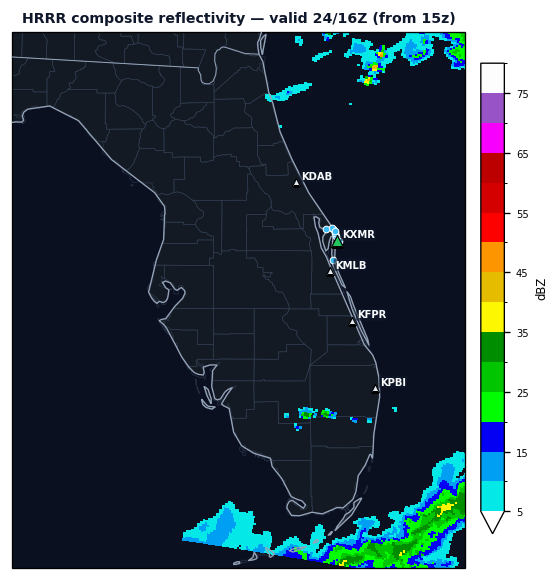 HRRR composite reflectivity — valid 24/16Z (from 15z)
KDAB
KXMR
KMLB
KFPR
KPBI
75
65
55
45
35
25
15
5
dBZ